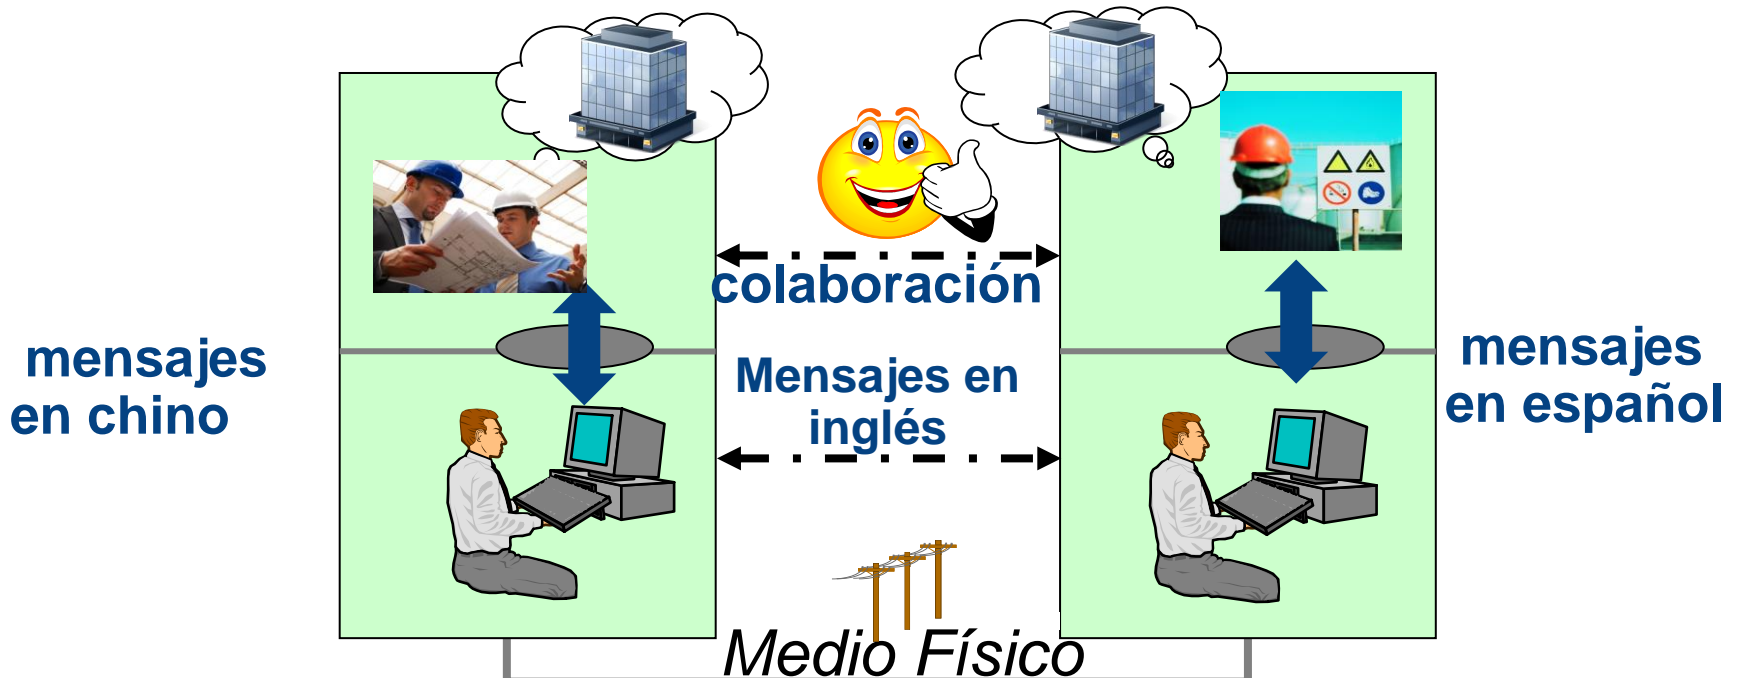 colaboración
mensajes
en chino
Mensajes en
inglés
mensajes
en español
Medio Físico